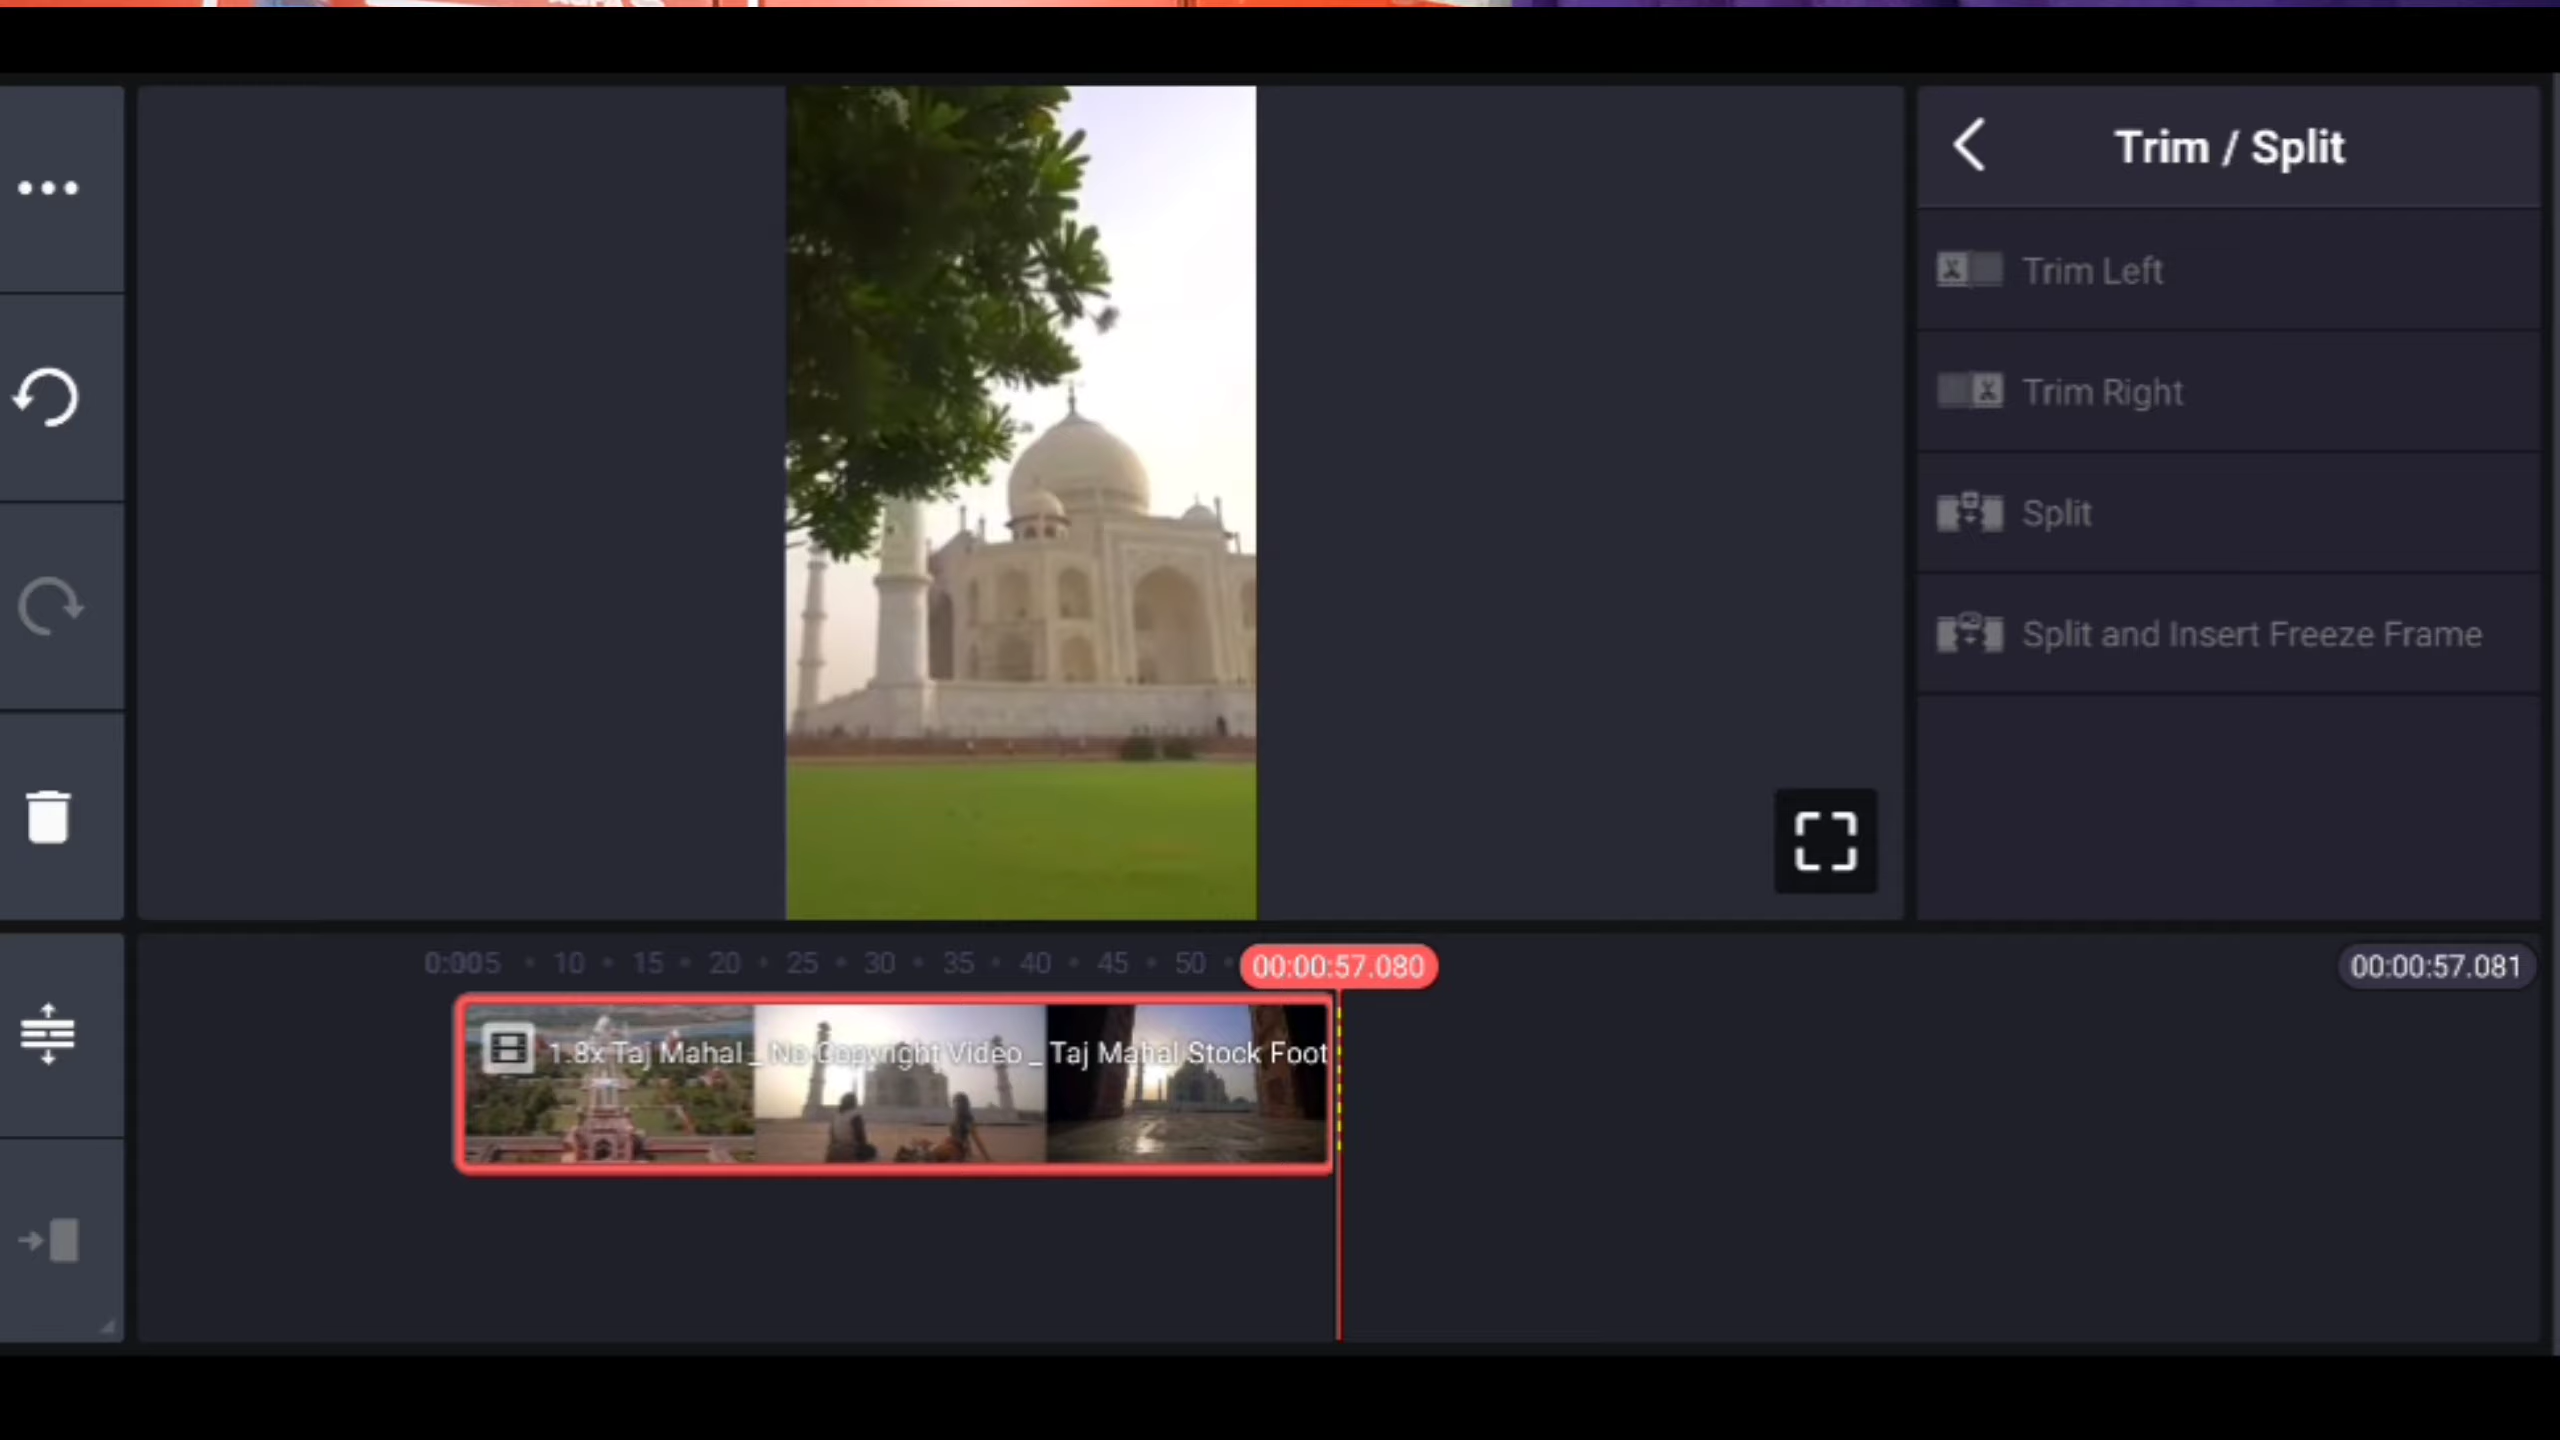 Trim / Split
Trim Left
Trim Right
Split
Split and Insert Freeze Frame
0:005 10 15 20 25 30 35 40 45 50 00:00:57.080 00:00:57.081
1.8x Taj Mahal _ No Copyright Video _ Taj Mahal Stock Foot